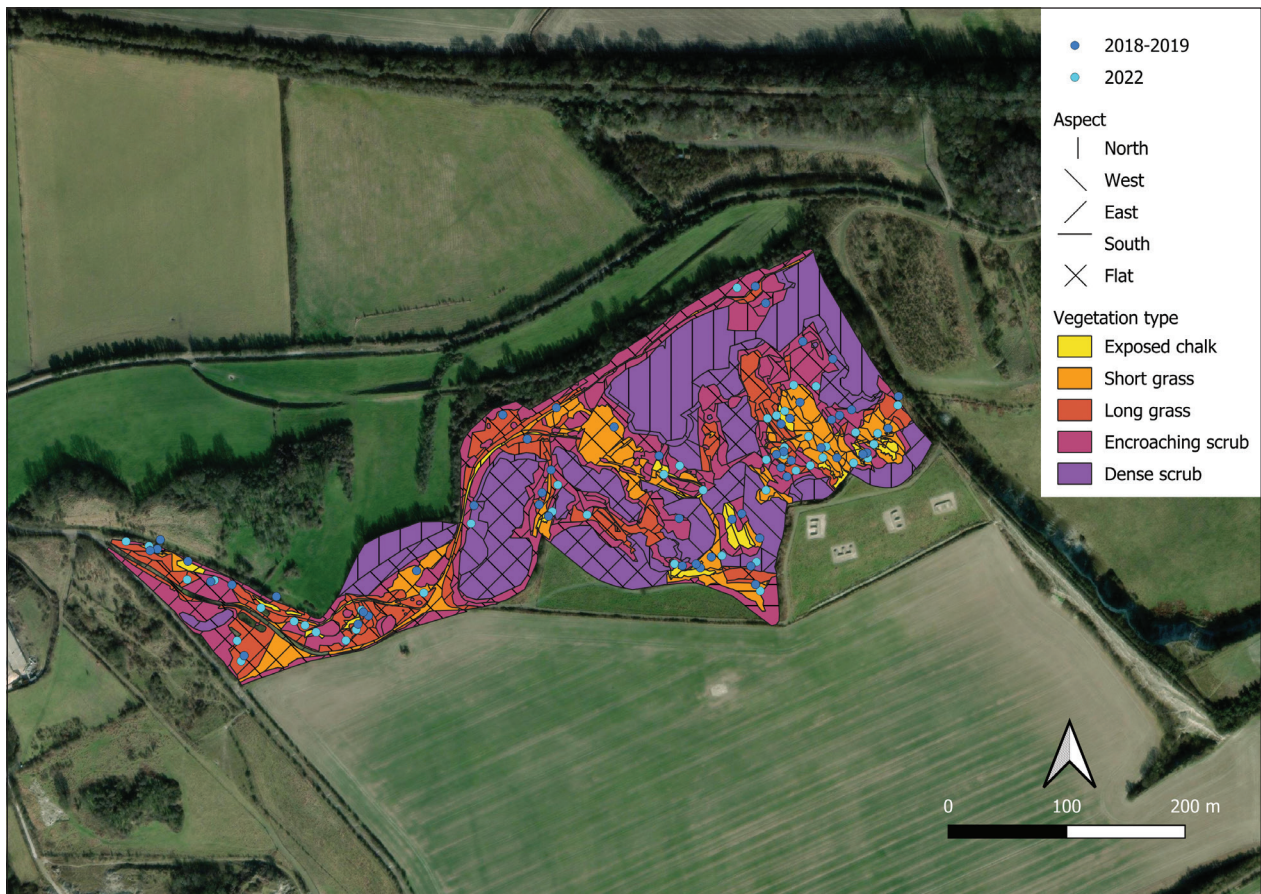 2018-2019
2022
Aspect
North
West
East
South
Flat
Vegetation type
Exposed chalk
Short grass
Long grass
Encroaching scrub
Dense scrub
0 100 200 m